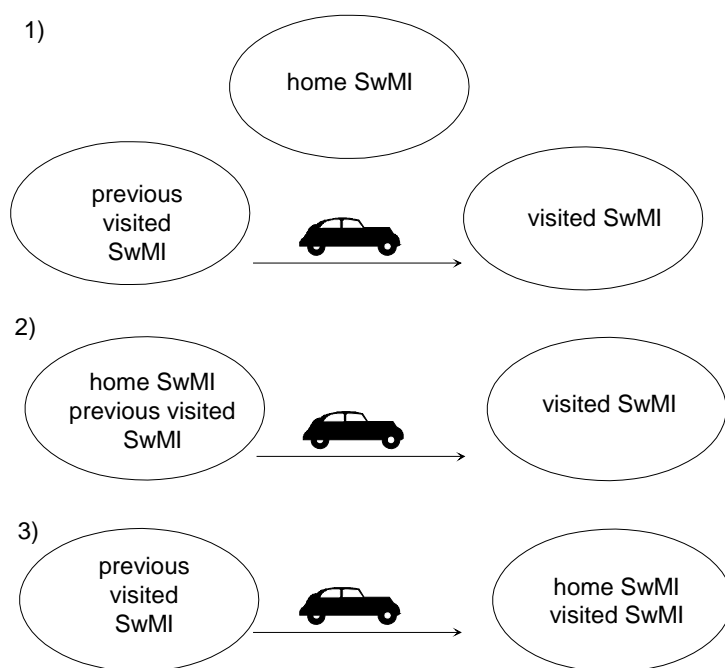 1)
home SwMI
previous
visited
SwMI
visited SwMI
2)
home SwMI
previous visited
SwMI
visited SwMI
3)
previous
visited
SwMI
home SwMI
visited SwMI